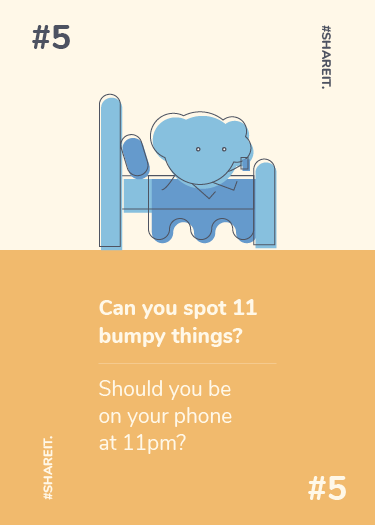 #5
#SHAREIT.
Can you spot 11
bumpy things?
Should you be
on your phone
at 11pm?
#SHAREIT.
#5